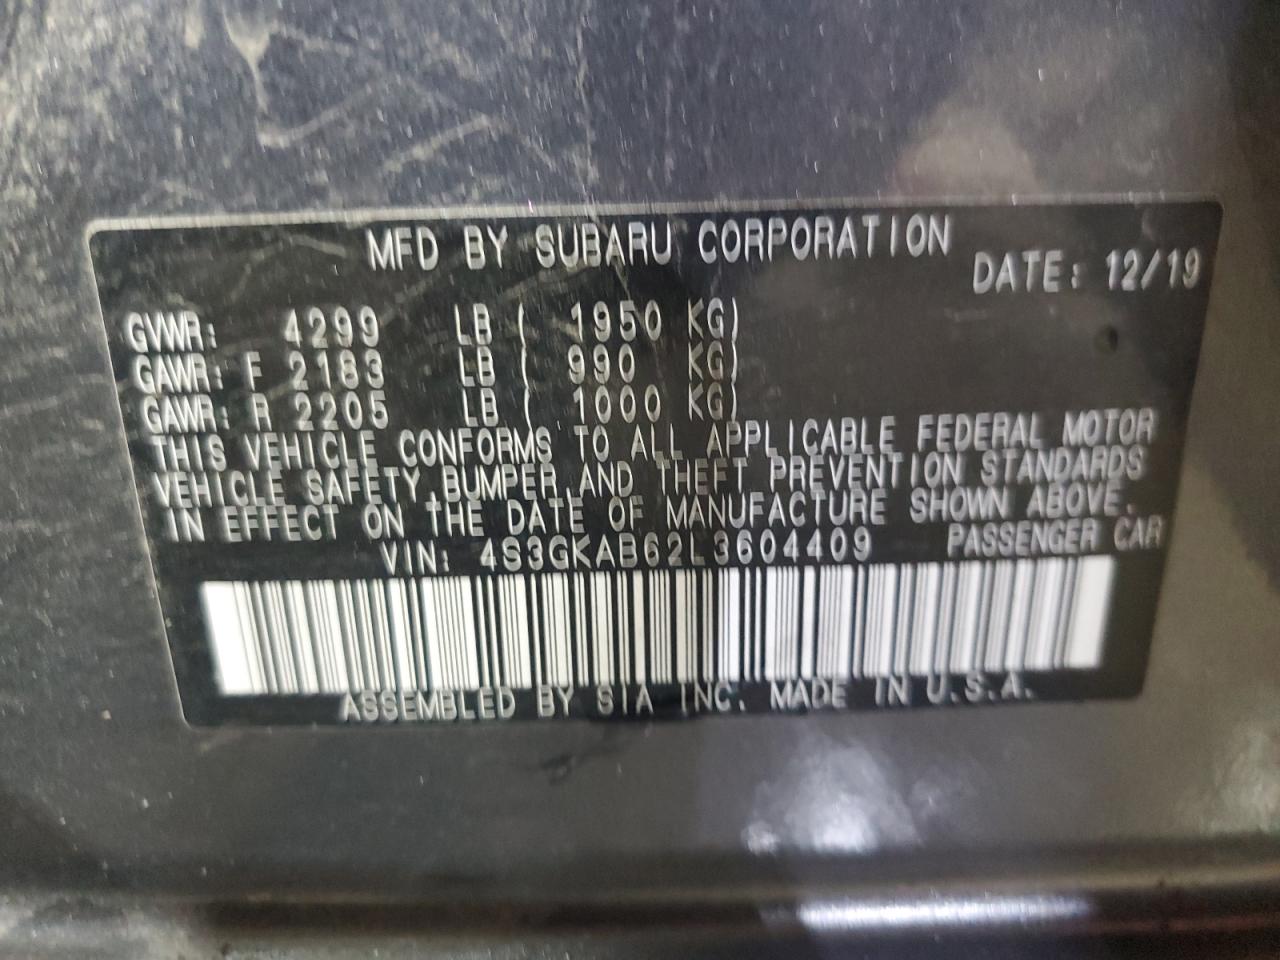 MFD BY SUBARU CORPORATION
DATE: 12/19
GVWR: 4299 LB ( 1950 KG)
GAWR: F 2183 LB ( 990 KG)
GAWR: R 2205 LB ( 1000 KG)
THIS VEHICLE CONFORMS TO ALL APPLICABLE FEDERAL MOTOR
VEHICLE SAFETY,BUMPER,AND THEFT PREVENTION STANDARDS
IN EFFECT ON THE DATE OF MANUFACTURE SHOWN ABOVE.
VIN: 4S3GKAB62L3604409 PASSENGER CAR
ASSEMBLED BY SIA INC. MADE IN U.S.A.